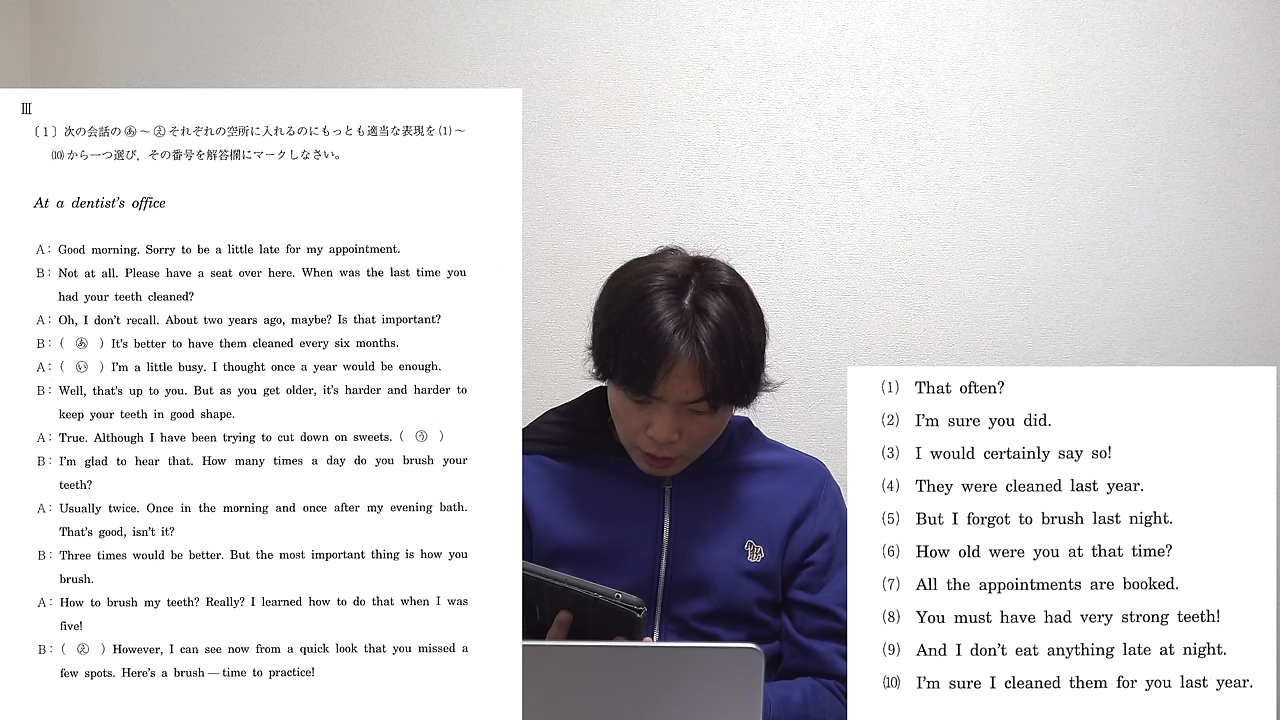 III
〔1〕次の会話の㋐~㋓それぞれの空所に入れるのにもっとも適当な表現を(1)~
(10)から一つ選び，その番号を解答欄にマークしなさい。
At a dentist's office
A: Good morning. Sorry to be a little late for my appointment.
B: Not at all. Please have a seat over here. When was the last time you
had your teeth cleaned?
A: Oh, I don't recall. About two years ago, maybe? Is that important?
B: ( ) It's better to have them cleaned every six months.
A: ( ) I'm a little busy. I thought once a year would be enough.
B: Well, that's up to you. But as you get older, it's harder and harder to
keep your teeth in good shape.
A: I have been trying to cut down on sweets. ( )
B: I'm glad to hear that. How many times a day do you brush your
teeth?
A: Usually twice. Once in the morning and once after my evening bath.
That's good, isn't it?
B: Three times would be better. But the most important thing is how you
brush.
A: How to brush my teeth? Really? I learned how to do that when I was
five!
B: ( ) However, I can see now from a quick look that you missed a
few spots. Here's a brush — time to practice!
(1) That often?
(2) I'm sure you did.
(3) I would certainly say so!
(4) They were cleaned last year.
(5) But I forgot to brush last night.
(6) How old were you at that time?
(7) All the appointments are booked.
(8) You must have had very strong teeth!
(9) And I don't eat anything late at night.
(10) I'm sure I cleaned them for you last year.